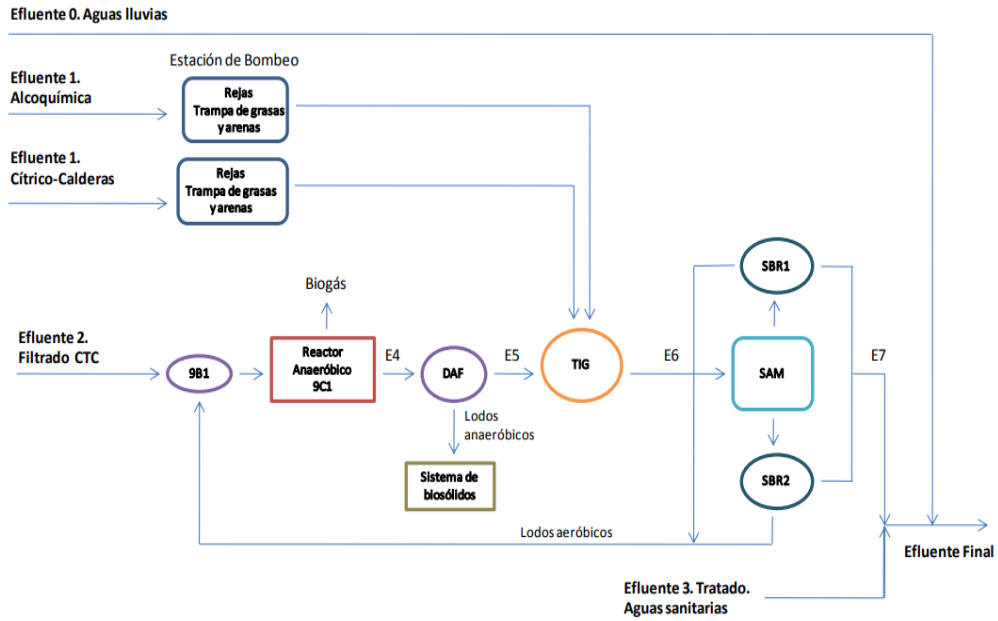 Efluente 0. Aguas lluvias
Estación de Bombeo
Efluente 1.
Alcoquímica
Rejas
Trampa de grasas
y arenas
Efluente 1.
Cítrico-Calderas
Rejas
Trampa de grasas
y arenas
SBR1
Biogás
Efluente 2.
Filtrado CTC
9B1
Reactor
Anaeróbico
9C1
E4
DAF
E5
TIG
E6
SAM
E7
Lodos
anaeróbicos
Sistema de
biosólidos
SBR2
Lodos aeróbicos
Efluente Final
Efluente 3. Tratado.
Aguas sanitarias